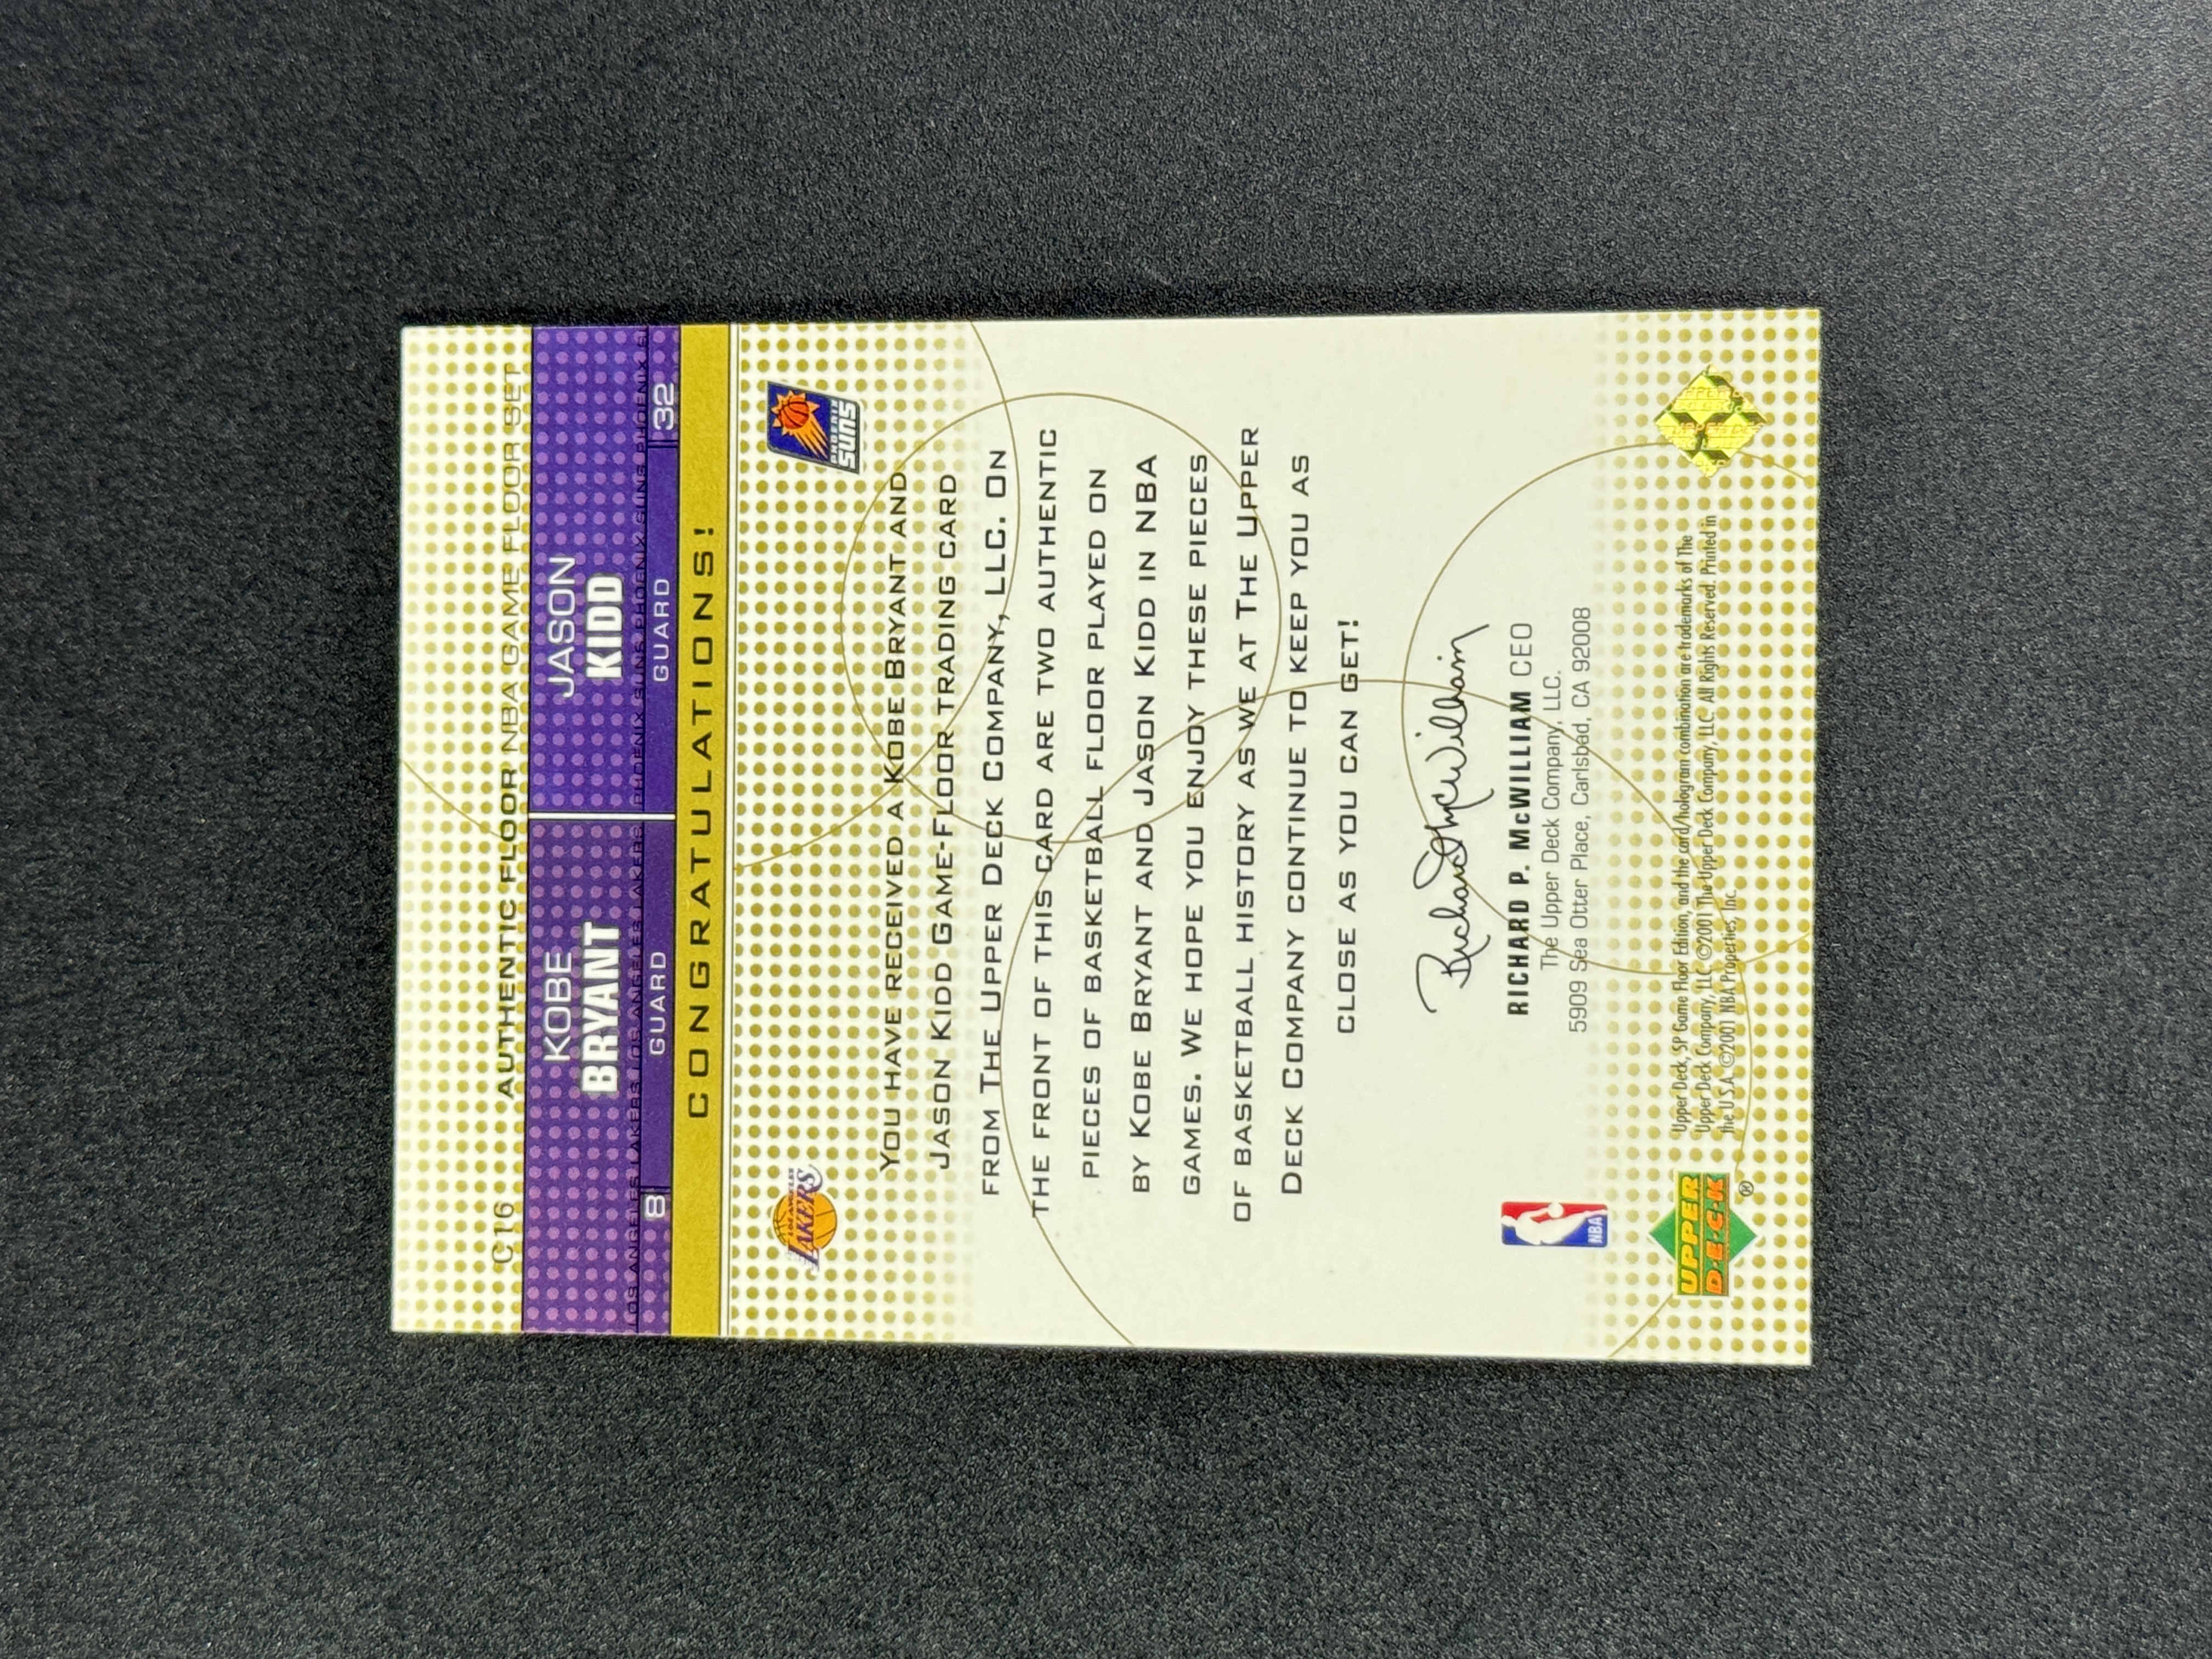 C16 AUTHENTIC FLOOR NBA GAME FLOOR SET
KOBE
BRYANT
JASON
KIDD
8 GUARD
GUARD 32
CONGRATULATIONS!
LOS ANGELES LAKERS
PHOENIX SUNS
YOU HAVE RECEIVED A KOBE BRYANT AND
JASON KIDD GAME-FLOOR TRADING CARD
FROM THE UPPER DECK COMPANY, LLC. ON
THE FRONT OF THIS CARD ARE TWO AUTHENTIC
PIECES OF BASKETBALL FLOOR PLAYED ON
BY KOBE BRYANT AND JASON KIDD IN NBA
GAMES. WE HOPE YOU ENJOY THESE PIECES
OF BASKETBALL HISTORY AS WE AT THE UPPER
DECK COMPANY CONTINUE TO KEEP YOU AS
CLOSE AS YOU CAN GET!
Richard McWilliam
RICHARD P. McWILLIAM CEO
The Upper Deck Company, LLC.
5909 Sea Otter Place, Carlsbad, CA 92008
NBA
UPPER
D.E.C.K
®
Upper Deck, SP Game Floor Edition, and the card/hologram combination are trademarks of The
Upper Deck Company, LLC ©2001 The Upper Deck Company, LLC. All Rights Reserved. Printed in
the U.S.A. ©2001 NBA Properties, Inc.